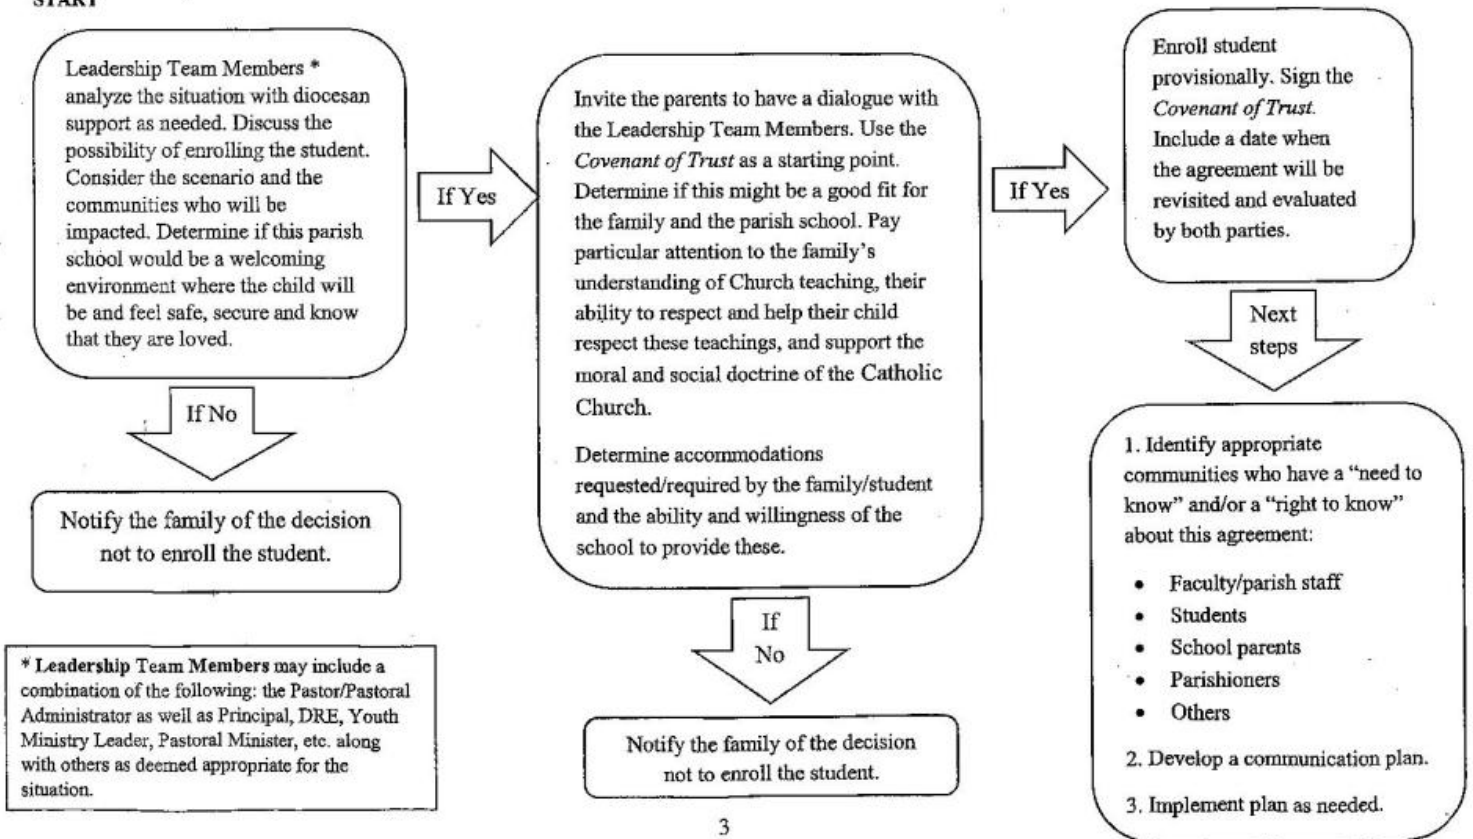 START
Leadership Team Members *
analyze the situation with diocesan
support as needed. Discuss the
possibility of enrolling the student.
Consider the scenario and the
communities who will be
impacted. Determine if this parish
school would be a welcoming
environment where the child will
be and feel safe, secure and know
that they are loved.
If Yes
If No
Notify the family of the decision
not to enroll the student.
* Leadership Team Members may include a
combination of the following: the Pastor/Pastoral
Administrator as well as Principal, DRE, Youth
Ministry Leader, Pastoral Minister, etc. along
with others as deemed appropriate for the
situation.
Invite the parents to have a dialogue with
the Leadership Team Members. Use the
Covenant of Trust as a starting point.
Determine if this might be a good fit for
the family and the parish school. Pay
particular attention to the family's
understanding of Church teaching, their
ability to respect and help their child
respect these teachings, and support the
moral and social doctrine of the Catholic
Church.
Determine accommodations
requested/required by the family/student
and the ability and willingness of the
school to provide these.
If Yes
If
No
Notify the family of the decision
not to enroll the student.
Enroll student
provisionally. Sign the
Covenant of Trust.
Include a date when
the agreement will be
revisited and evaluated
by both parties.
Next
steps
1. Identify appropriate
communities who have a "need to
know" and/or a "right to know"
about this agreement:
• Faculty/parish staff
• Students
• School parents
• Parishioners
• Others
2. Develop a communication plan.
3. Implement plan as needed.
3